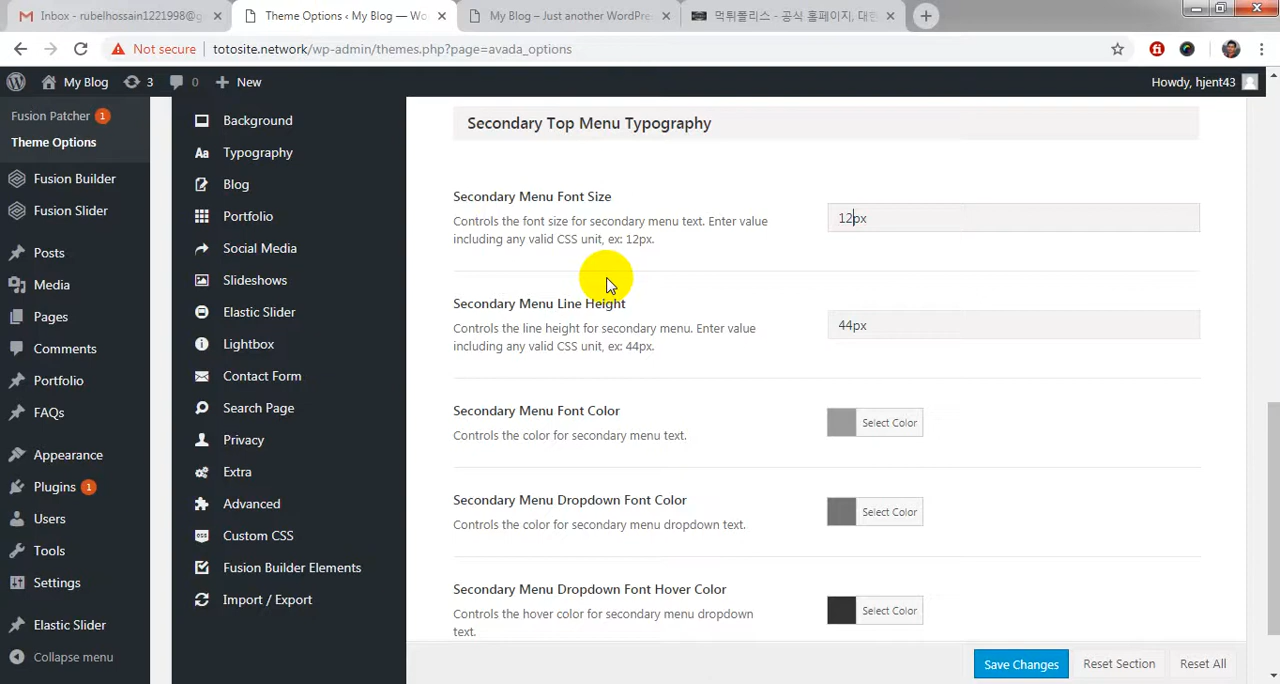 Inbox - rubelhossain1221998@g
Theme Options ‹ My Blog — Wo
My Blog – Just another WordPre
먹튀폴리스 - 공식 홈페이지, 대한
Not secure
totosite.network/wp-admin/themes.php?page=avada_options
My Blog
3
0
New
Howdy, hjent43
Fusion Patcher 1
Theme Options
Fusion Builder
Fusion Slider
Posts
Media
Pages
Comments
Portfolio
FAQs
Appearance
Plugins 1
Users
Tools
Settings
Elastic Slider
Collapse menu
Background
Aa Typography
Blog
Portfolio
Social Media
Slideshows
Elastic Slider
Lightbox
Contact Form
Search Page
Privacy
Extra
Advanced
Custom CSS
Fusion Builder Elements
Import / Export
Secondary Top Menu Typography
Secondary Menu Font Size
Controls the font size for secondary menu text. Enter value
including any valid CSS unit, ex: 12px.
12px
Secondary Menu Line Height
Controls the line height for secondary menu. Enter value
including any valid CSS unit, ex: 44px.
44px
Secondary Menu Font Color
Controls the color for secondary menu text.
Select Color
Secondary Menu Dropdown Font Color
Controls the color for secondary menu dropdown text.
Select Color
Secondary Menu Dropdown Font Hover Color
Controls the hover color for secondary menu dropdown
text.
Select Color
Save Changes
Reset Section
Reset All